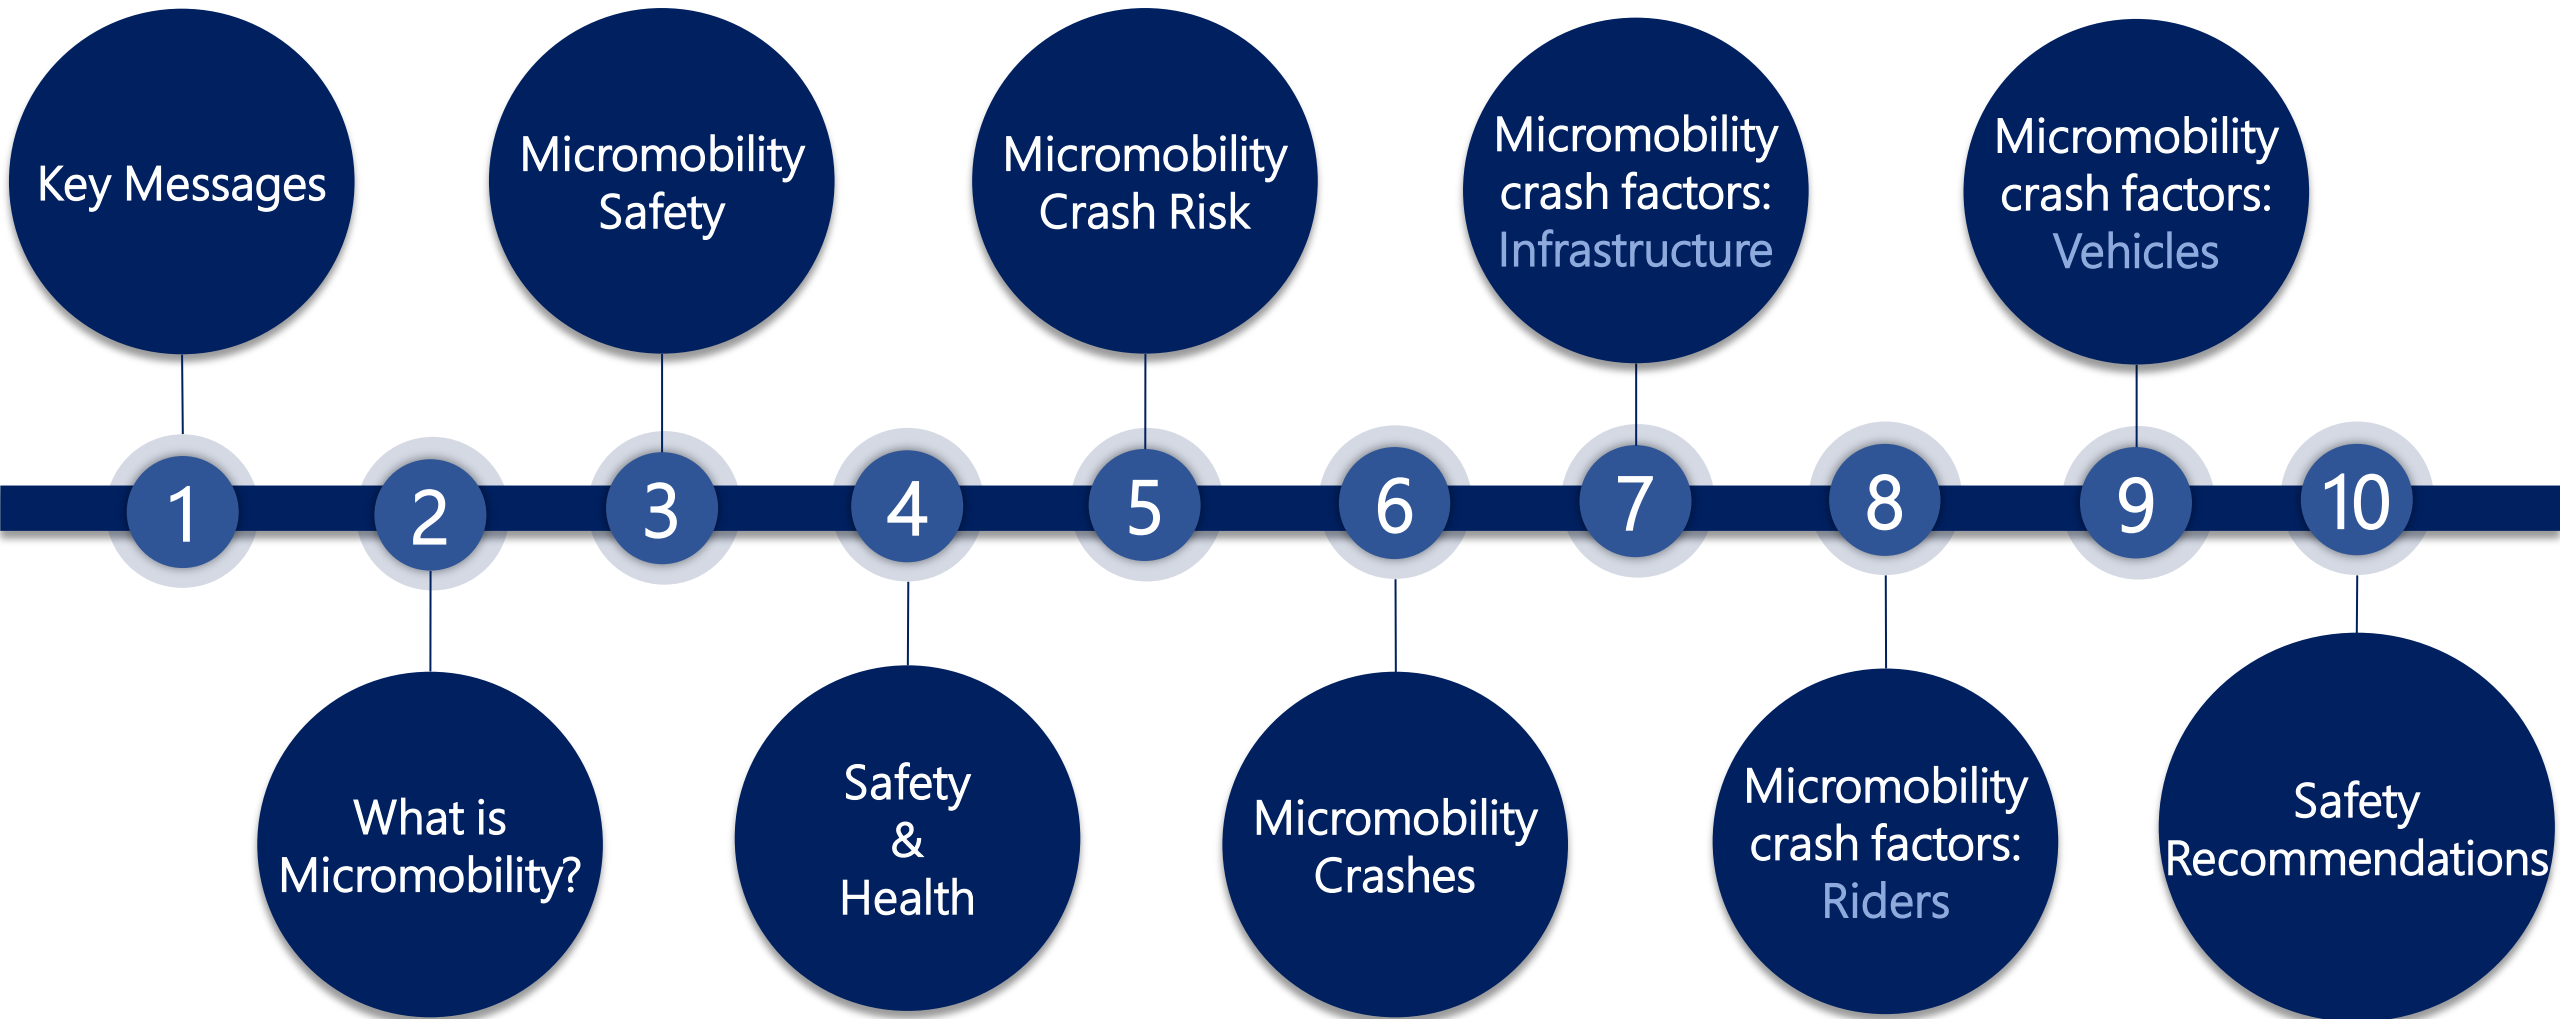 Key Messages
Micromobility
Safety
Micromobility
Crash Risk
Micromobility
crash factors:
Infrastructure
Micromobility
crash factors:
Vehicles
1
2
3
4
5
6
7
8
9
10
What is
Micromobility?
Safety
&
Health
Micromobility
Crashes
Micromobility
crash factors:
Riders
Safety
Recommendations